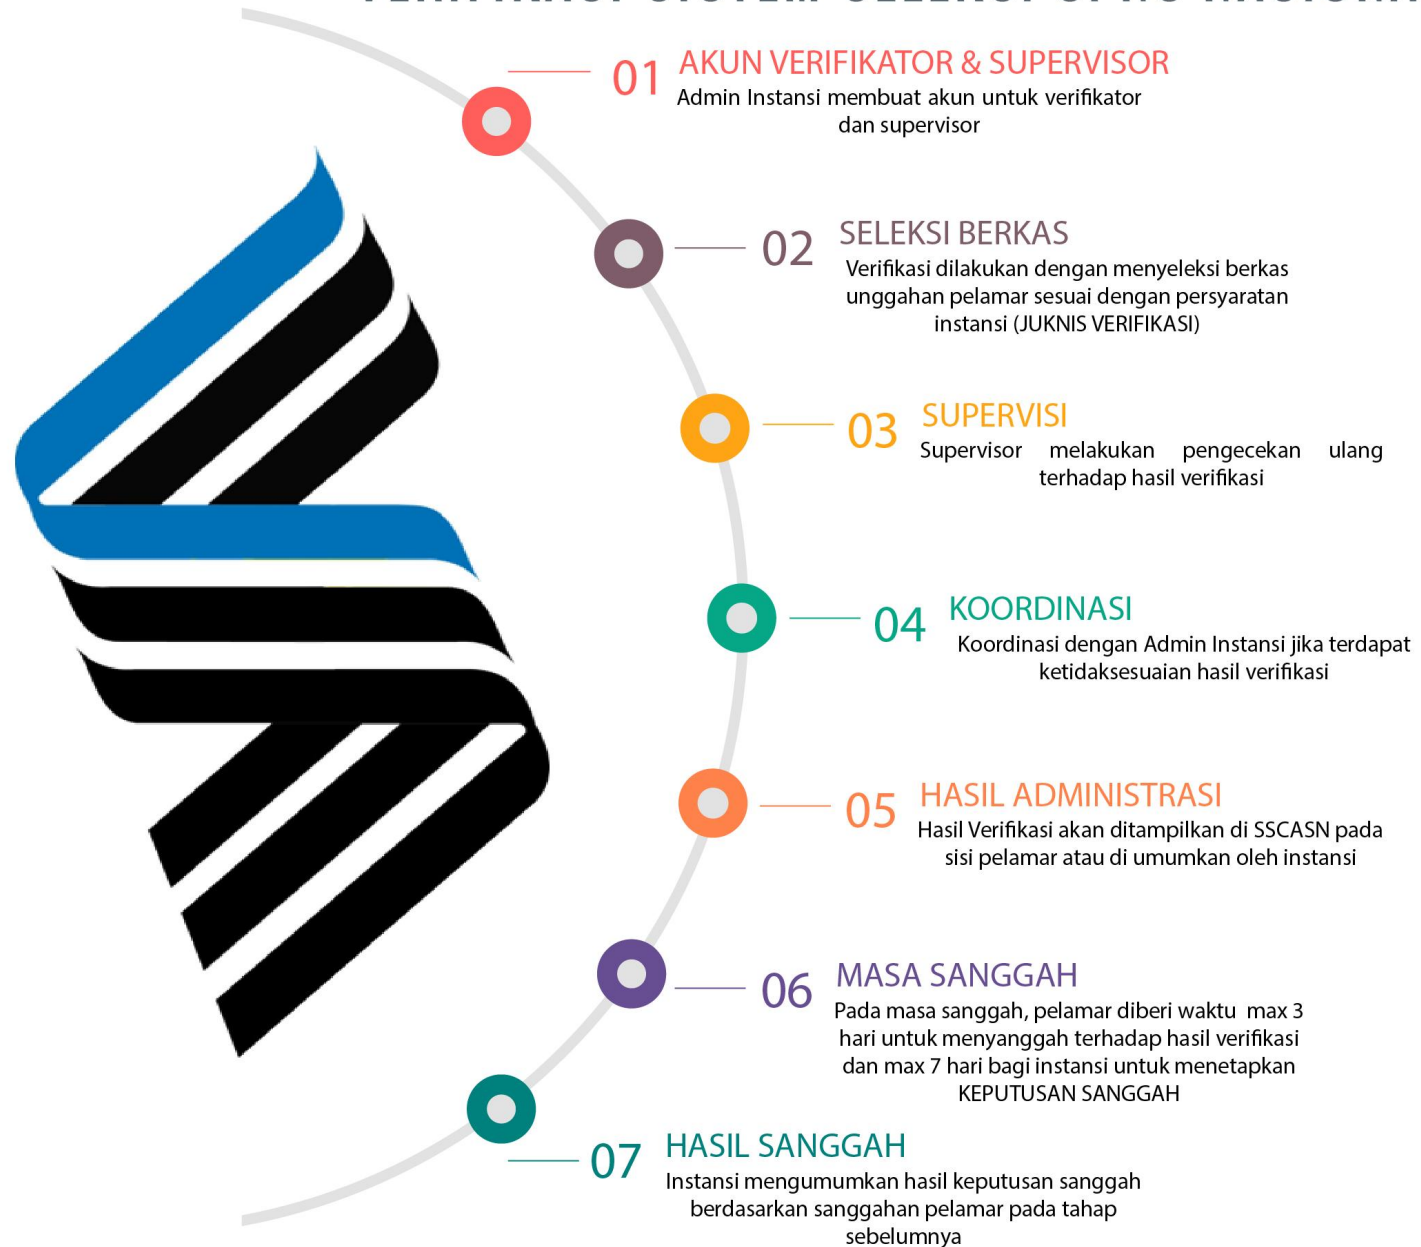 01
AKUN VERIFIKATOR & SUPERVISOR
Admin Instansi membuat akun untuk verifikator
dan supervisor
02
SELEKSI BERKAS
Verifikasi dilakukan dengan menyeleksi berkas
unggahan pelamar sesuai dengan persyaratan
instansi (JUKNIS VERIFIKASI)
03
SUPERVISI
Supervisor melakukan pengecekan ulang
terhadap hasil verifikasi
04
KOORDINASI
Koordinasi dengan Admin Instansi jika terdapat
ketidaksesuaian hasil verifikasi
05
HASIL ADMINISTRASI
Hasil Verifikasi akan ditampilkan di SSCASN pada
sisi pelamar atau di umumkan oleh instansi
06
MASA SANGGAH
Pada masa sanggah, pelamar diberi waktu max 3
hari untuk menyanggah terhadap hasil verifikasi
dan max 7 hari bagi instansi untuk menetapkan
KEPUTUSAN SANGGAH
07
HASIL SANGGAH
Instansi mengumumkan hasil keputusan sanggah
berdasarkan sanggahan pelamar pada tahap
sebelumnya